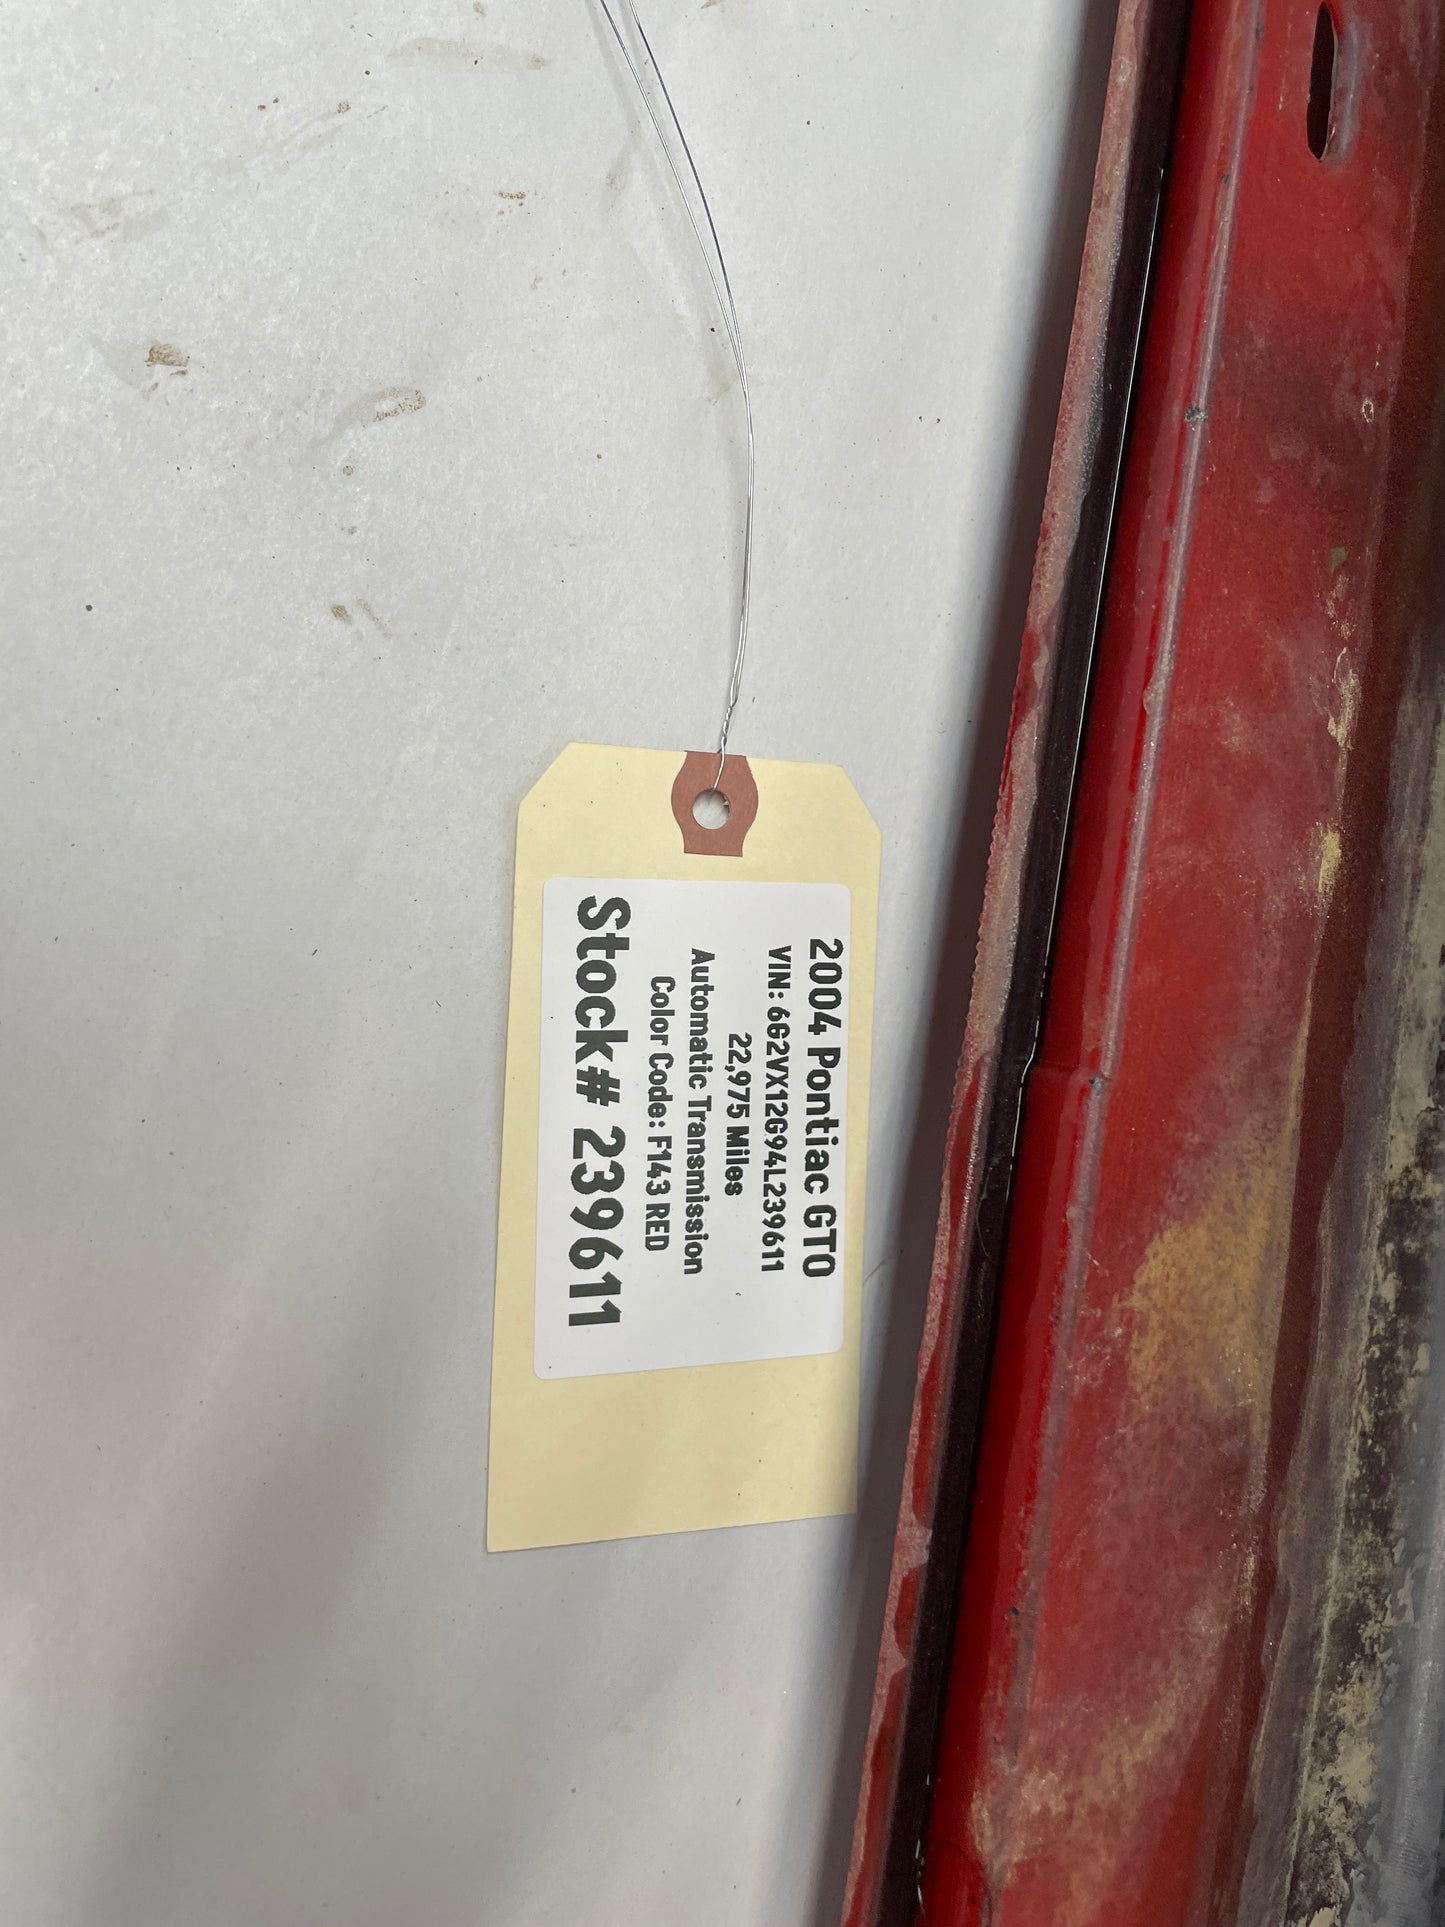 2004 Pontiac GTO
VIN: 6G2VX12G94L239611
22,975 Miles
Automatic Transmission
Color Code: F143 RED
Stock# 239611